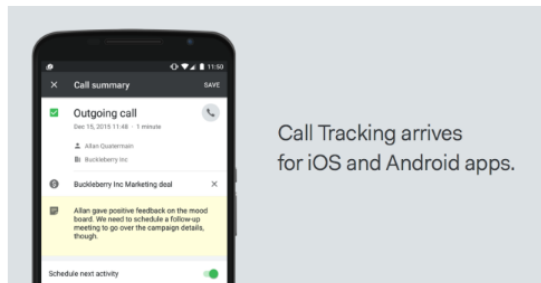 11:50
Call summary
SAVE
Outgoing call
Dec 15, 2015 11:48 · 1 minute
Allan Quatermain
Buckleberry Inc
Buckleberry Inc Marketing deal
Allan gave positive feedback on the mood
board. We need to schedule a follow-up
meeting to go over the campaign details,
though.
Schedule next activity
Call Tracking arrives
for iOS and Android apps.